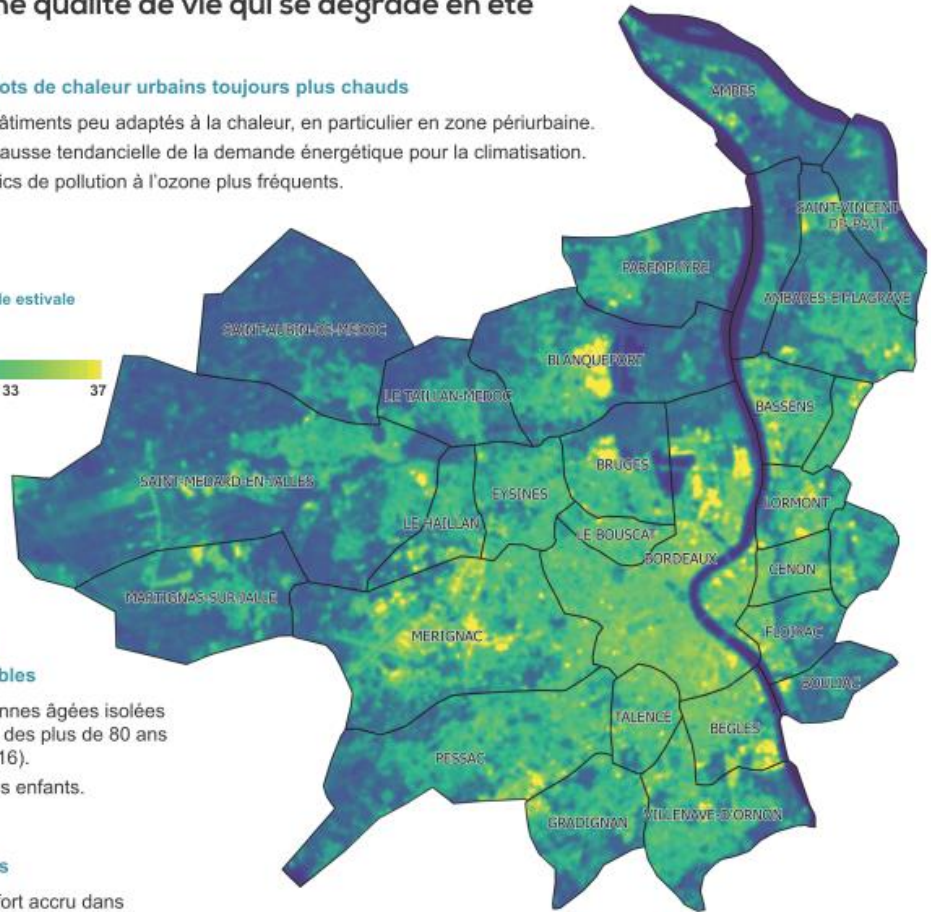 ne qualité de vie qui se dégrade en été
ots de chaleur urbains toujours plus chauds
âtiments peu adaptés à la chaleur, en particulier en zone périurbaine.
ausse tendancielle de la demande énergétique pour la climatisation.
ics de pollution à l'ozone plus fréquents.
le estivale
33 37
bles
nnes âgées isolées
des plus de 80 ans
16).
s enfants.
s
ort accru dans
AMBES
SAINT-VINCENT
DE-PAUL
PAREMPUYRE
AMBARES-ET-LAGRAVE
SAINT-AUBIN-DE-MEDOC
BLANQUEFORT
LE TAILLAN-MEDOC
BASSENS
BRUGES
SAINT-MEDARD-EN-JALLES
EYSINES
LORMONT
LE HAILLAN
LE BOUSCAT
BORDEAUX
CENON
MARTIGNAS-SUR-JALLE
MERIGNAC
FLOIRAC
BOULIAC
TALENCE
BEGLES
PESSAC
GRADIGNAN
VILLENAVE-D'ORNON